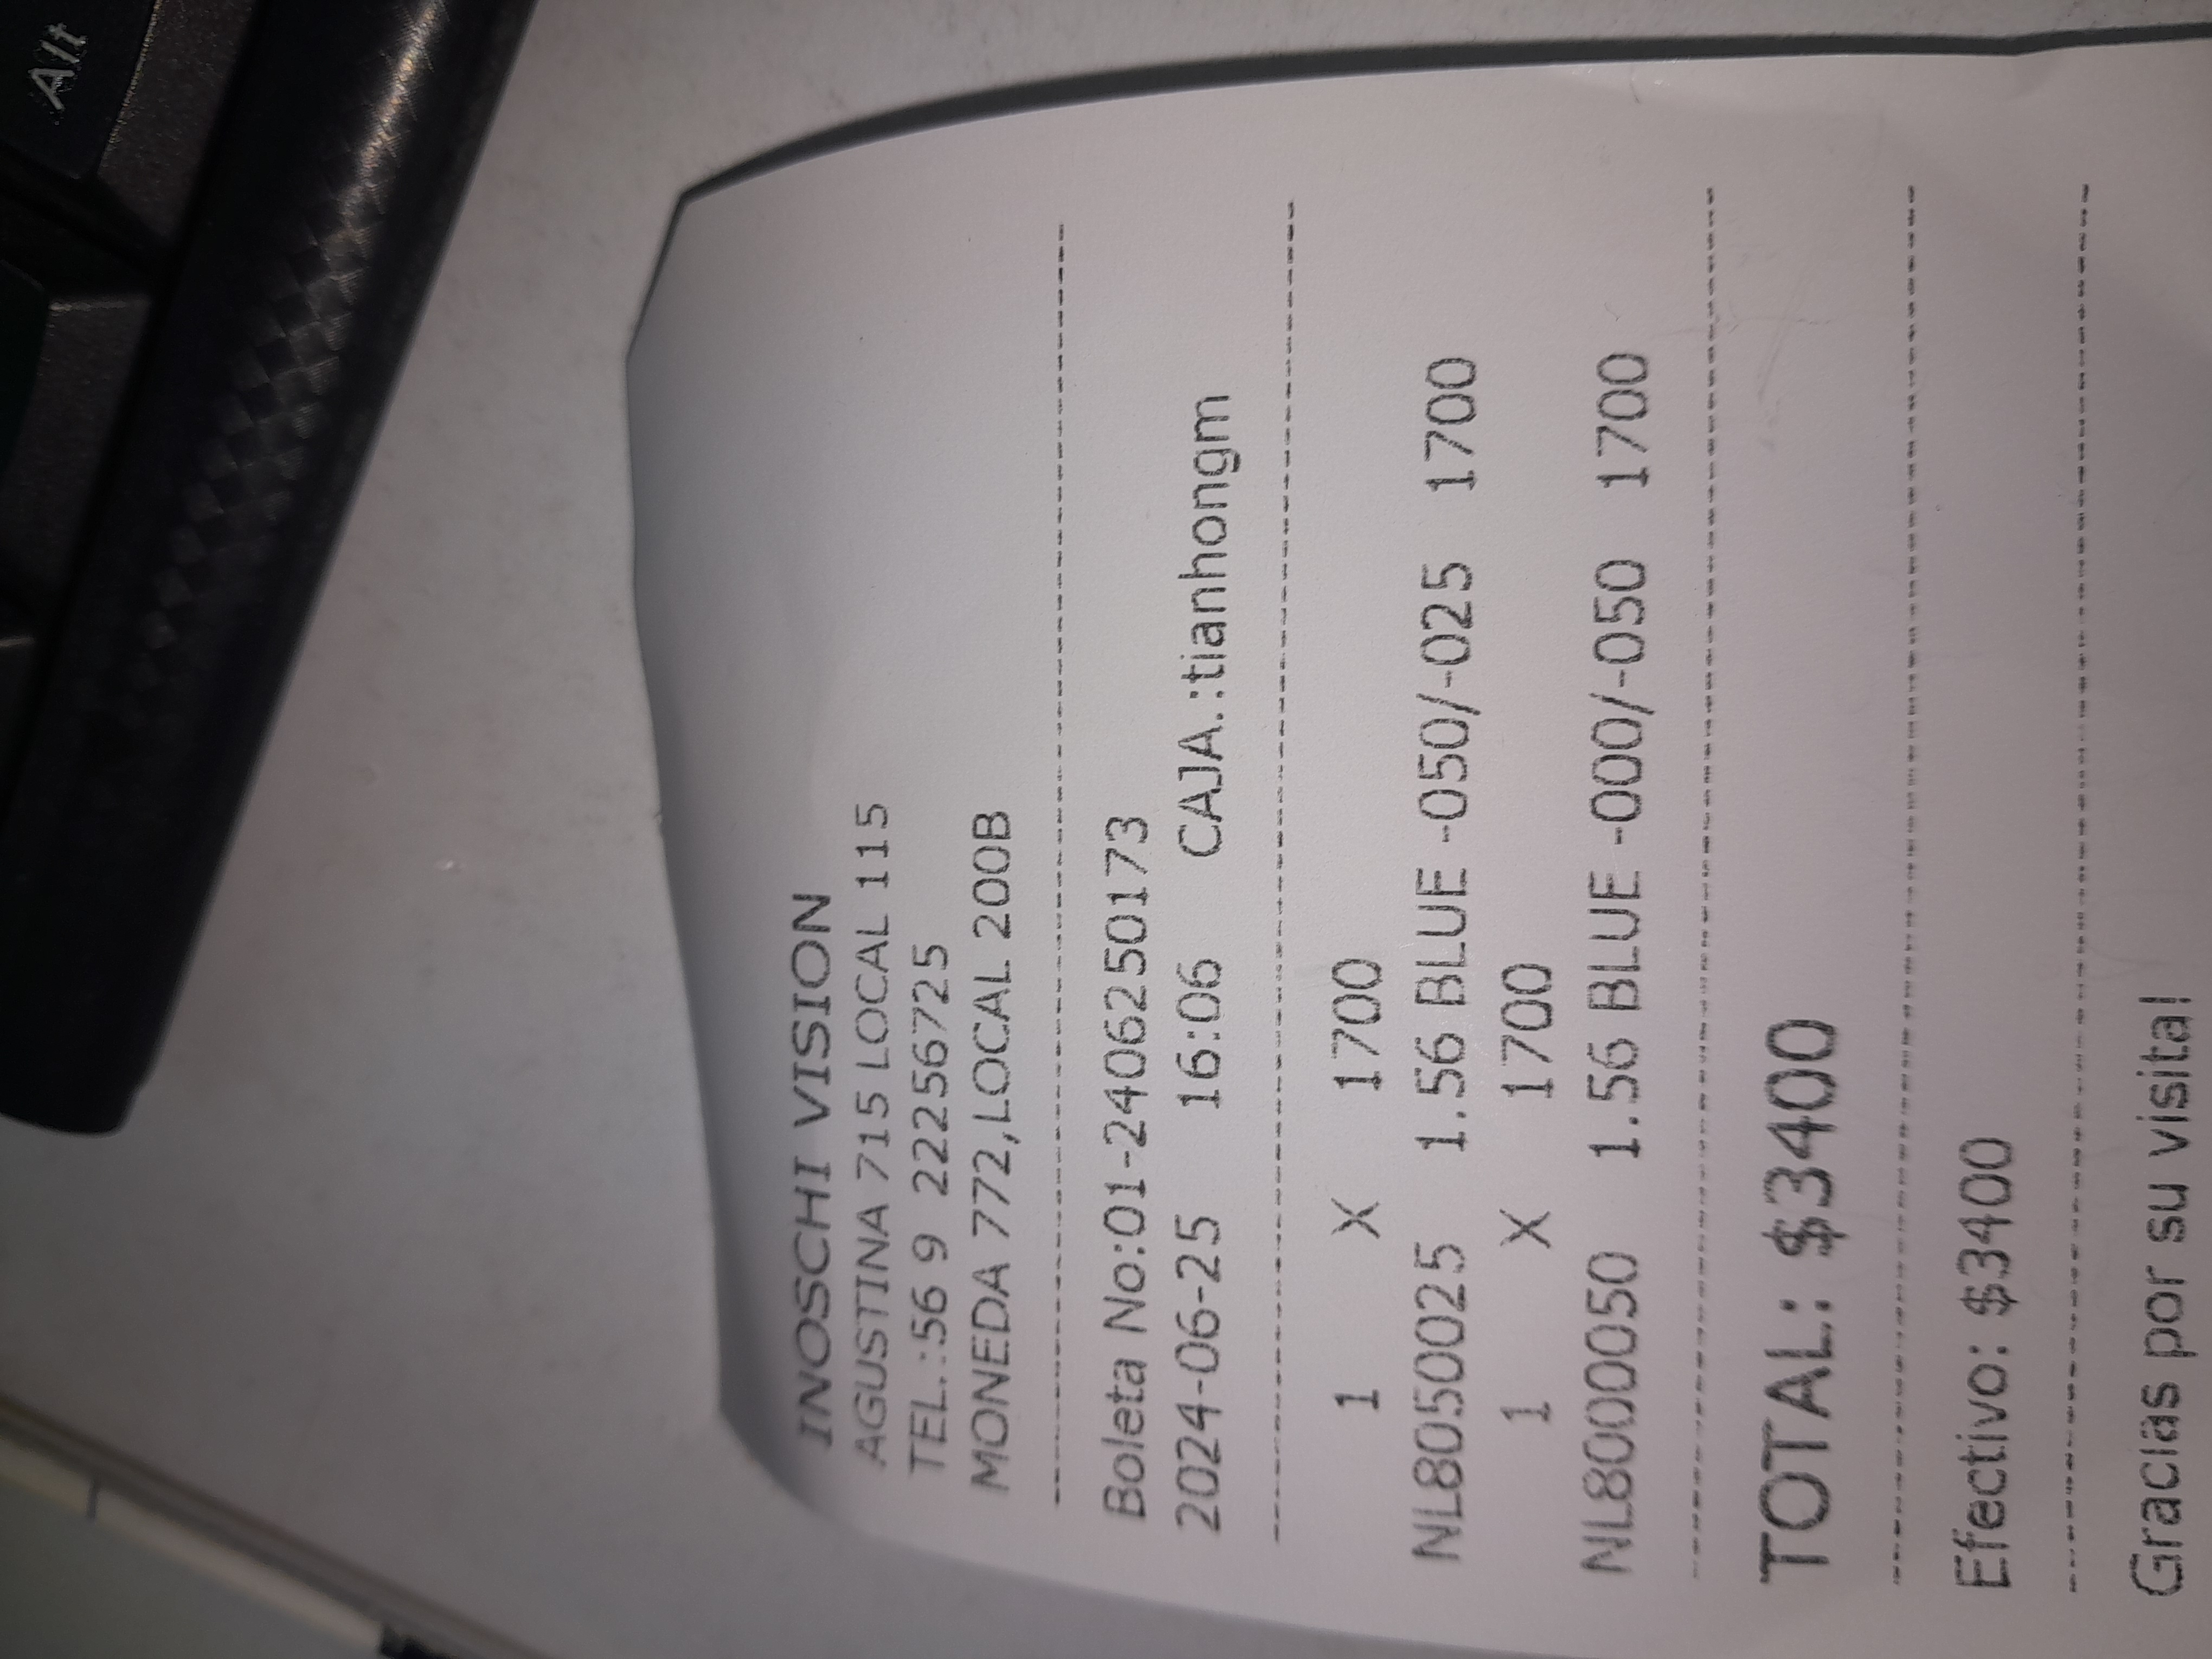 Alt
INOSCHI VISION
AGUSTINA 715 LOCAL 115
TEL.:56 9 22256725
MONEDA 772,LOCAL 200B
Boleta No:01-2406250173
2024-06-25 16:06 CAJA.:tianhongm
1 X 1700
NL8050025 1.56 BLUE -050/-025 1700
1 X 1700
NL8000050 1.56 BLUE -000/-050 1700
TOTAL: $3400
Efectivo: $3400
Gracias por su visita!